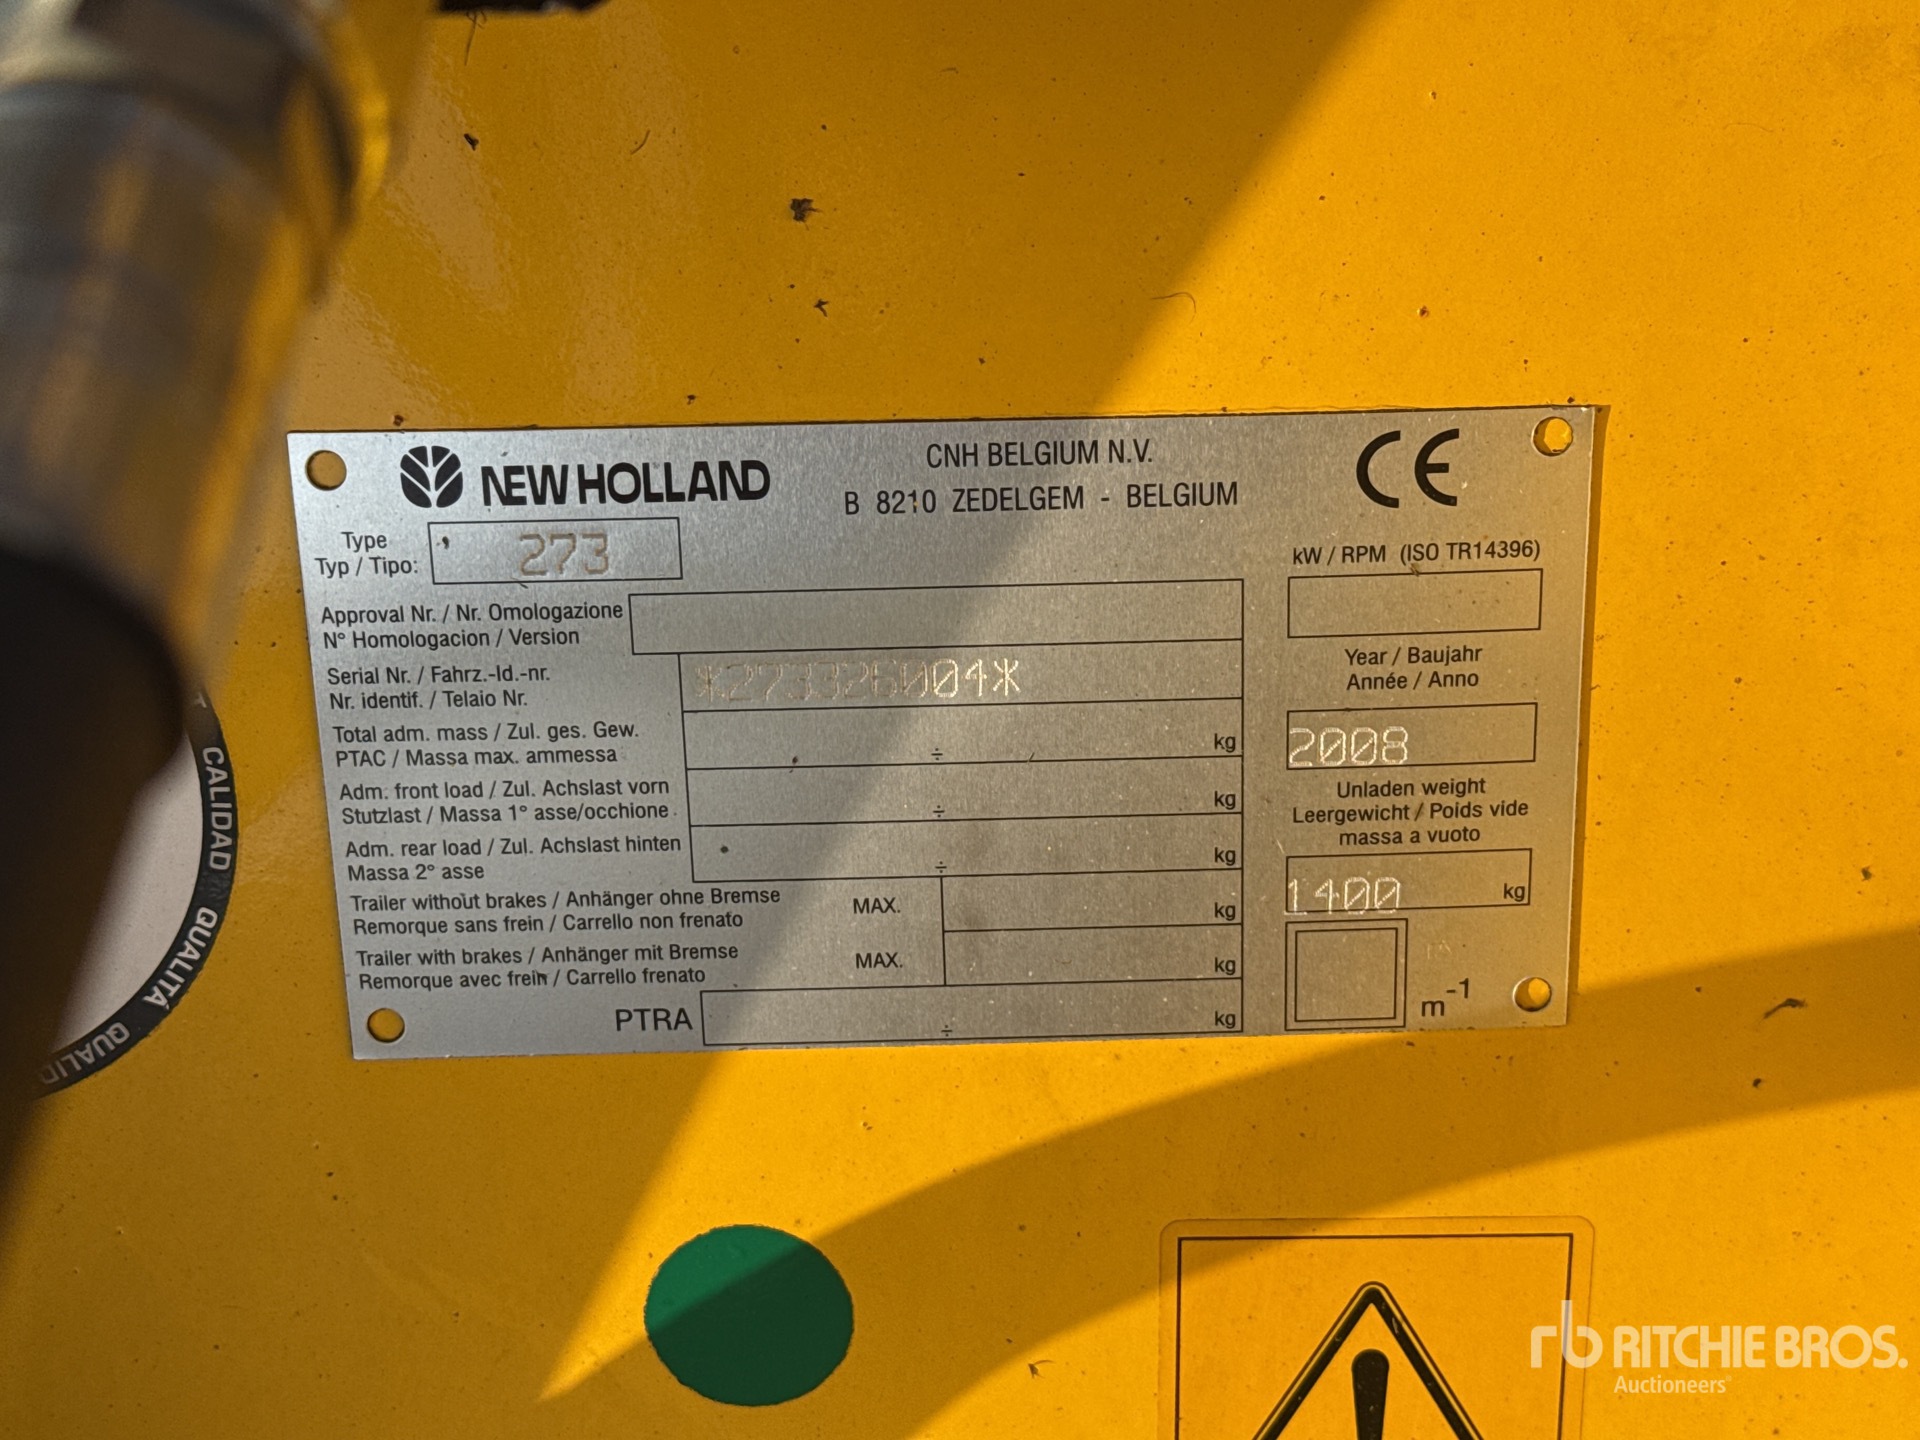 NEW HOLLAND
CNH BELGIUM N.V.
B 8210 ZEDELGEM - BELGIUM
CE
Type
Typ / Tipo:
273
kW / RPM (ISO TR14396)
Approval Nr. / Nr. Omologazione
N° Homologacion / Version
Serial Nr. / Fahrz.-Id.-nr.
Nr. identif. / Telaio Nr.
*273326004*
Year / Baujahr
Année / Anno
2008
Total adm. mass / Zul. ges. Gew.
PTAC / Massa max. ammessa
÷ kg
Unladen weight
Leergewicht / Poids vide
massa a vuoto
1400 kg
Adm. front load / Zul. Achslast vorn
Stutzlast / Massa 1° asse/occhione
÷ kg
Adm. rear load / Zul. Achslast hinten
Massa 2° asse
÷ kg
Trailer without brakes / Anhänger ohne Bremse
Remorque sans frein / Carrello non frenato
MAX. kg
Trailer with brakes / Anhänger mit Bremse
Remorque avec frein / Carrello frenato
MAX. kg
PTRA ÷ kg
m-1
CALIDAD QUALITÁ
RITCHIE BROS.
Auctioneers